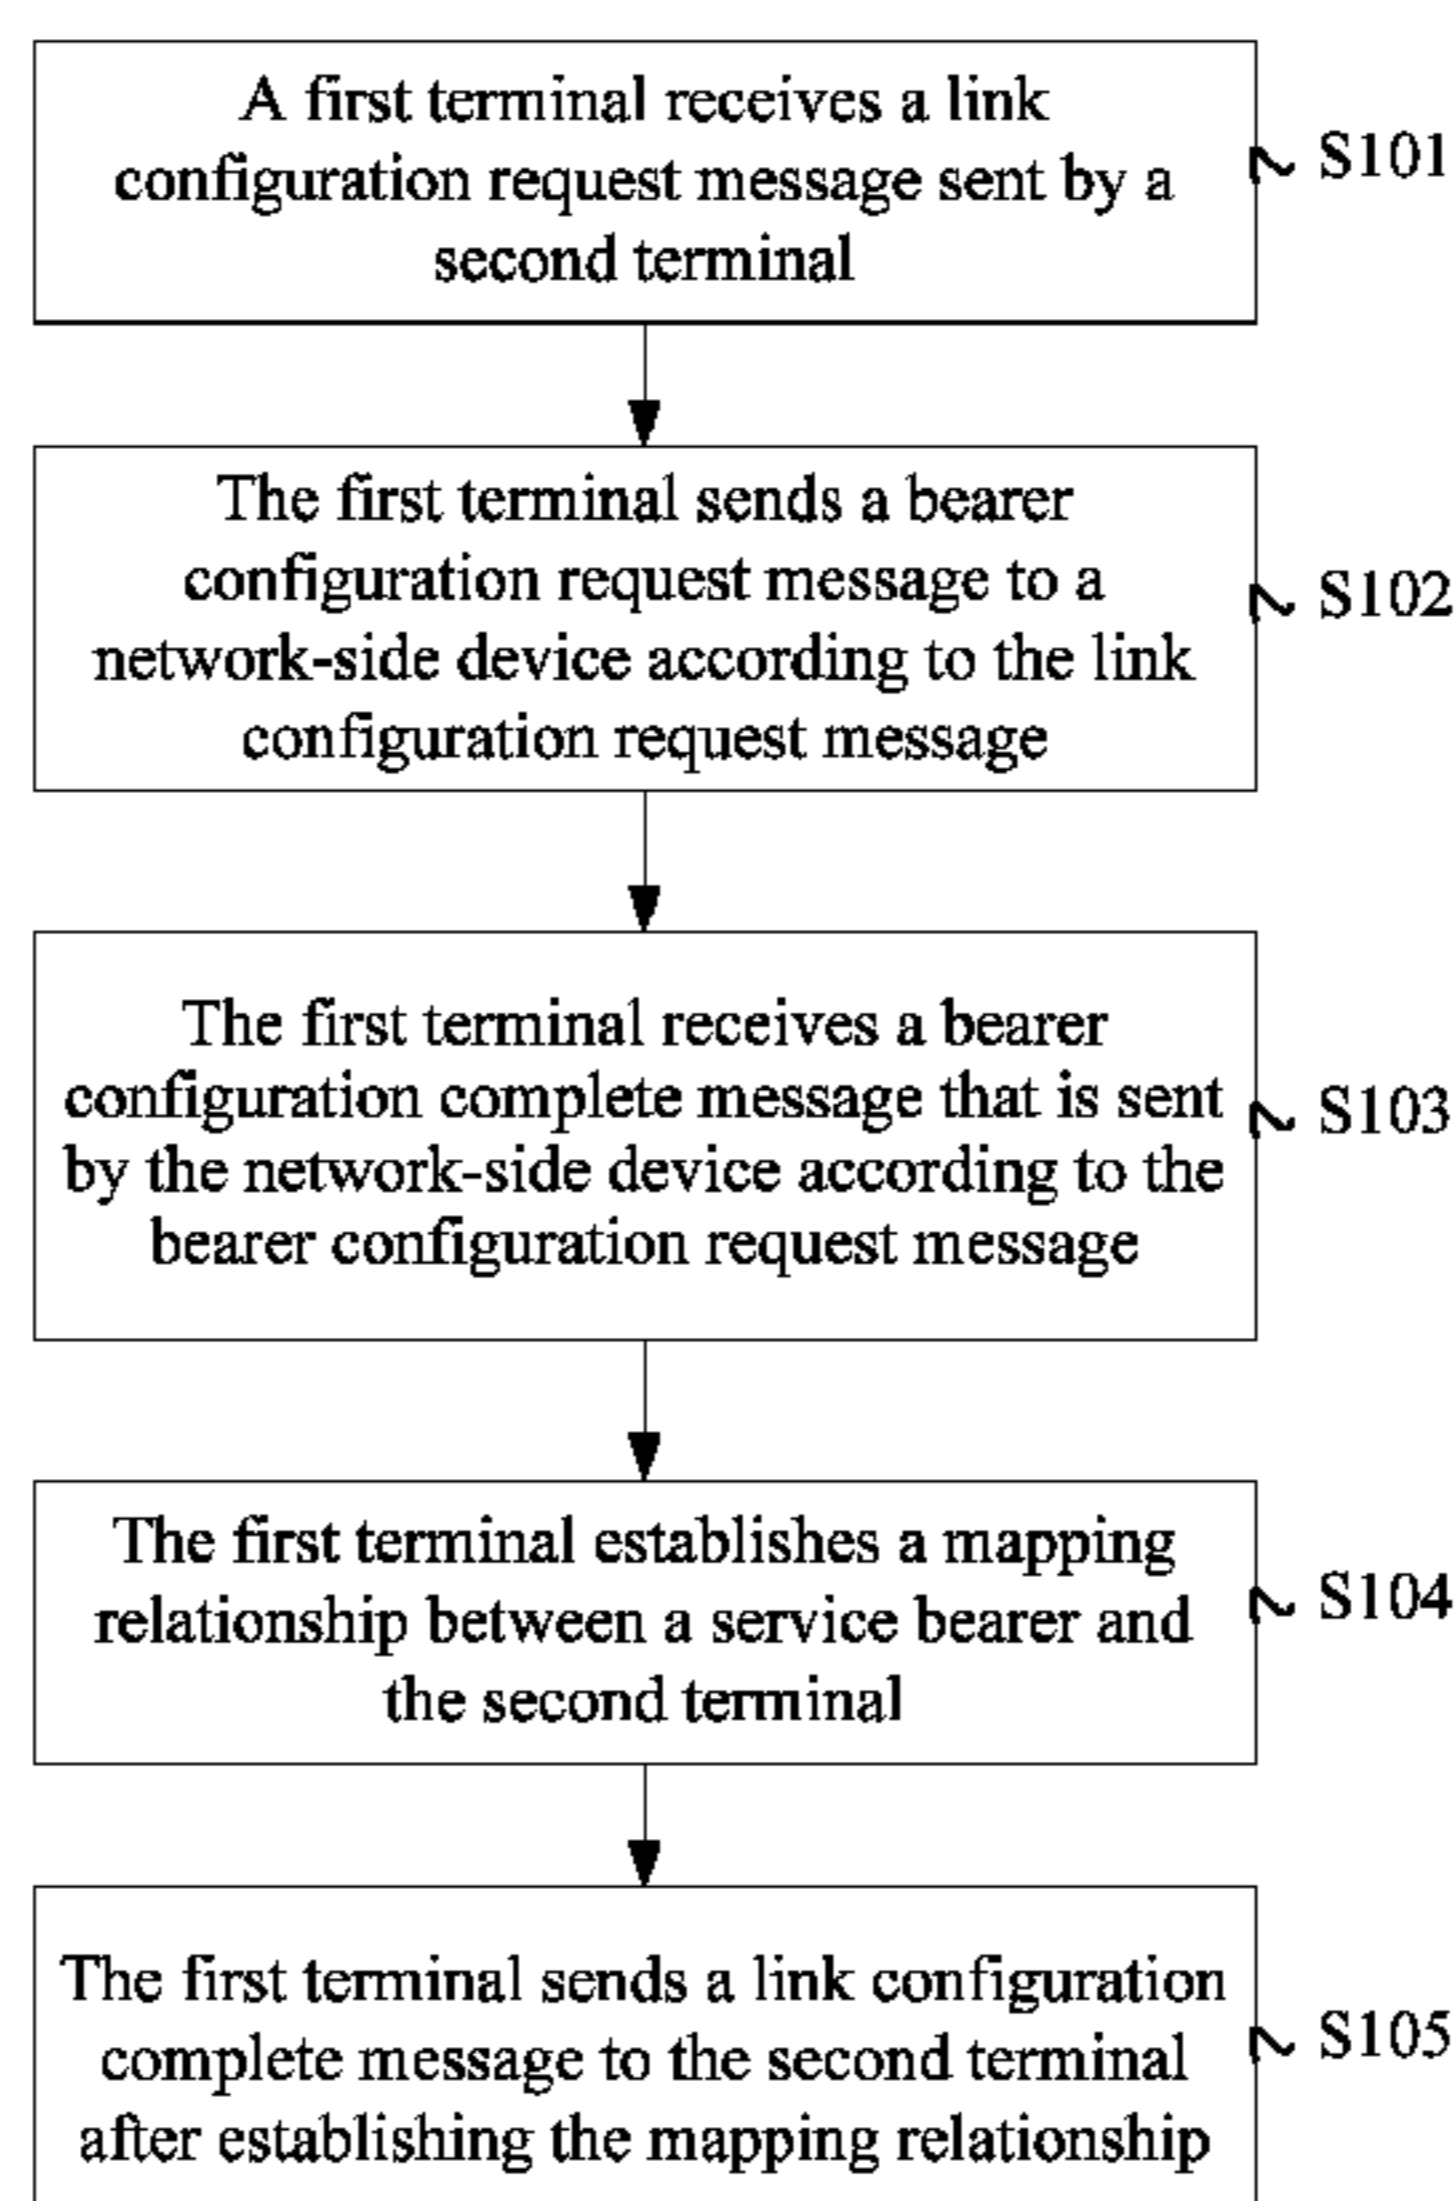 A first terminal receives a link
configuration request message sent by a
second terminal
S101
The first terminal sends a bearer
configuration request message to a
network-side device according to the link
configuration request message
S102
The first terminal receives a bearer
configuration complete message that is sent
by the network-side device according to the
bearer configuration request message
S103
The first terminal establishes a mapping
relationship between a service bearer and
the second terminal
S104
The first terminal sends a link configuration
complete message to the second terminal
after establishing the mapping relationship
S105